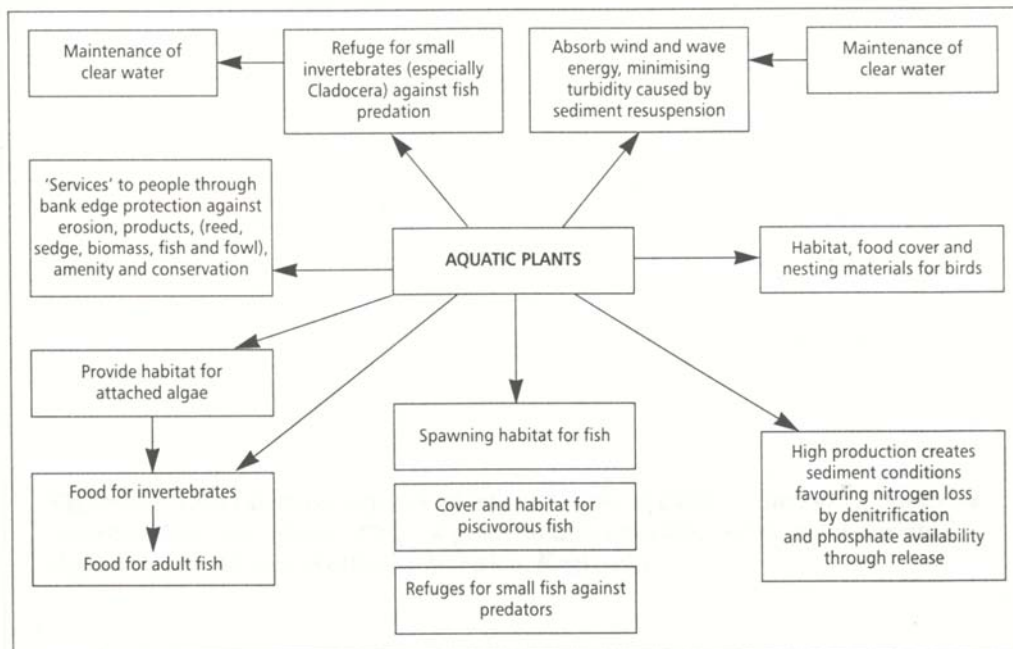 Maintenance of
clear water
Refuge for small
invertebrates (especially
Cladocera) against fish
predation
Absorb wind and wave
energy, minimising
turbidity caused by
sediment resuspension
Maintenance of
clear water
‘Services’ to people through
bank edge protection against
erosion, products, (reed,
sedge, biomass, fish and fowl),
amenity and conservation
AQUATIC PLANTS
Habitat, food cover and
nesting materials for birds
Provide habitat for
attached algae
Spawning habitat for fish
High production creates
sediment conditions
favouring nitrogen loss
by denitrification
and phosphate availability
through release
Food for invertebrates
Food for adult fish
Cover and habitat for
piscivorous fish
Refuges for small fish against
predators